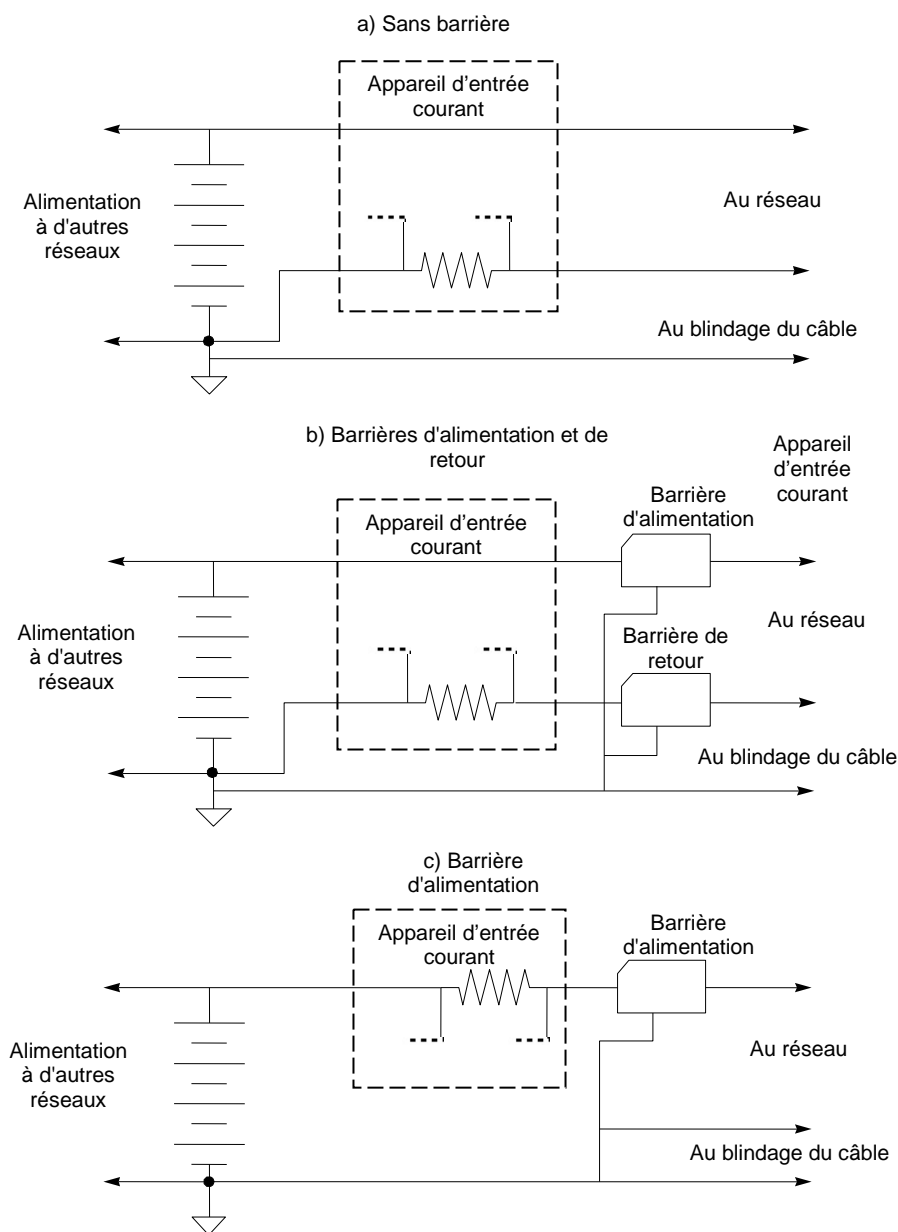 a) Sans barrière
Appareil d'entrée
courant
Alimentation
à d'autres
réseaux
Au réseau
Au blindage du câble
b) Barrières d'alimentation et de
retour
Appareil
d'entrée
courant
Barrière
d'alimentation
Appareil d'entrée
courant
Alimentation
à d'autres
réseaux
Au réseau
Barrière de
retour
Au blindage du câble
c) Barrière
d'alimentation
Appareil d'entrée
courant
Barrière
d'alimentation
Alimentation
à d'autres
réseaux
Au réseau
Au blindage du câble